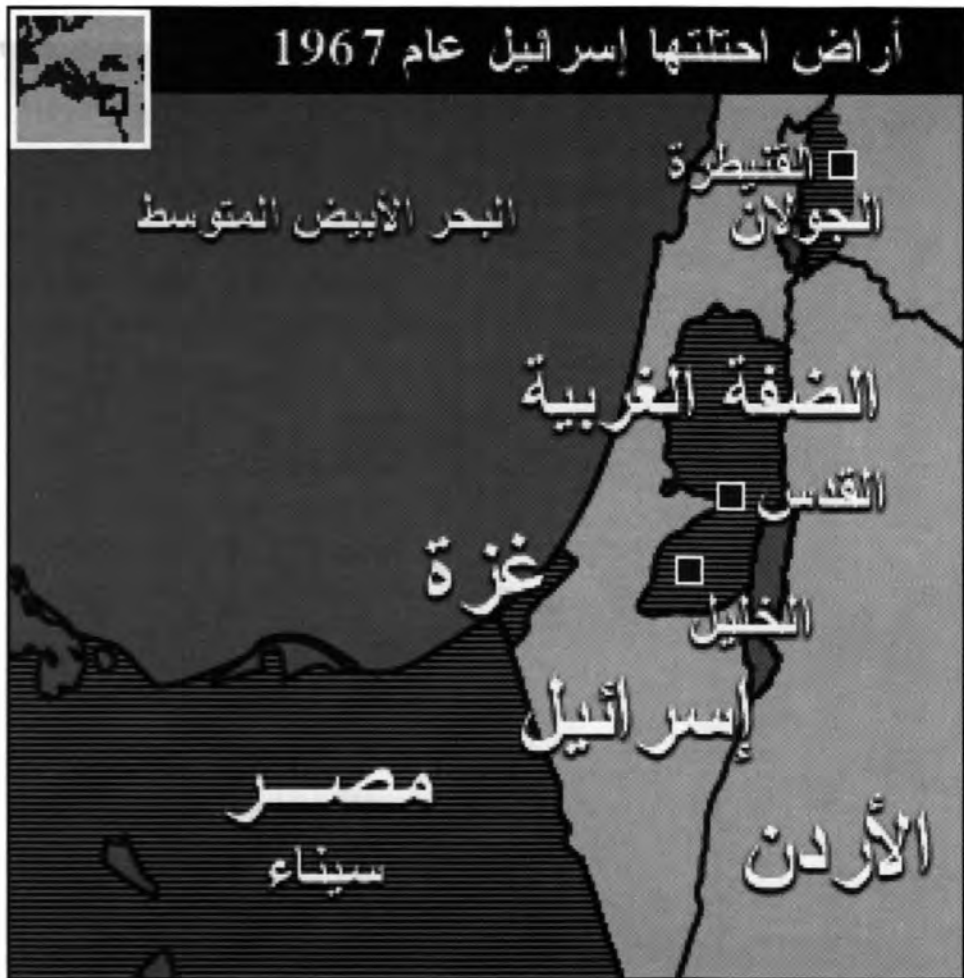 أراض احتلتها إسرائيل عام 1967
القنيطرة
الجولان
البحر الأبيض المتوسط
الضفة الغربية
القدس
غزة
الخليل
إسرائيل
مصر
سيناء
الأردن